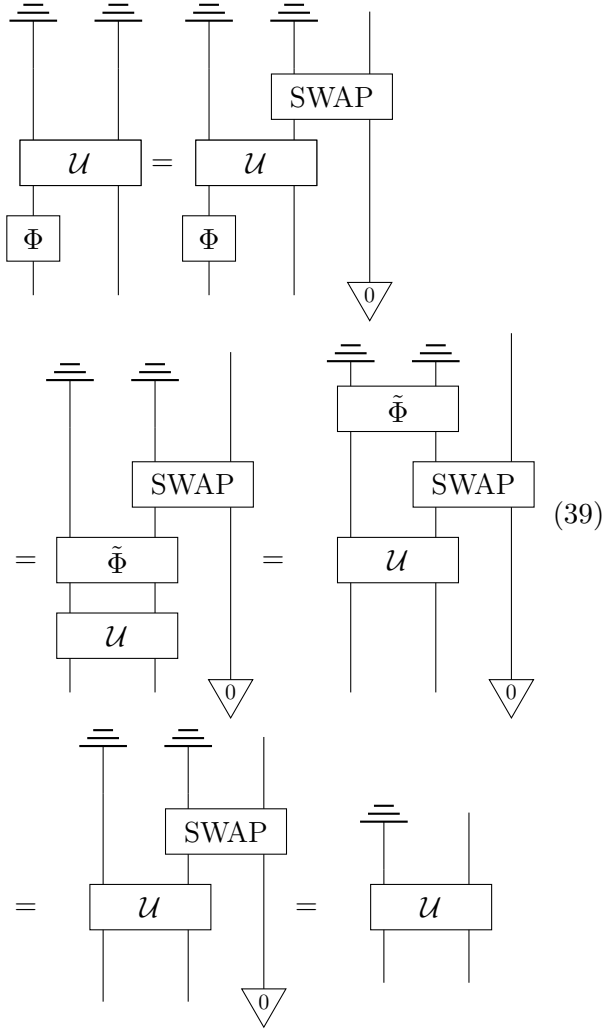 SWAP
𝒰 = 𝒰
Φ Φ
0
SWAP SWAP
(39)
= Φ̃ = 𝒰
Φ̃
𝒰
0 0
SWAP
= 𝒰 = 𝒰
0